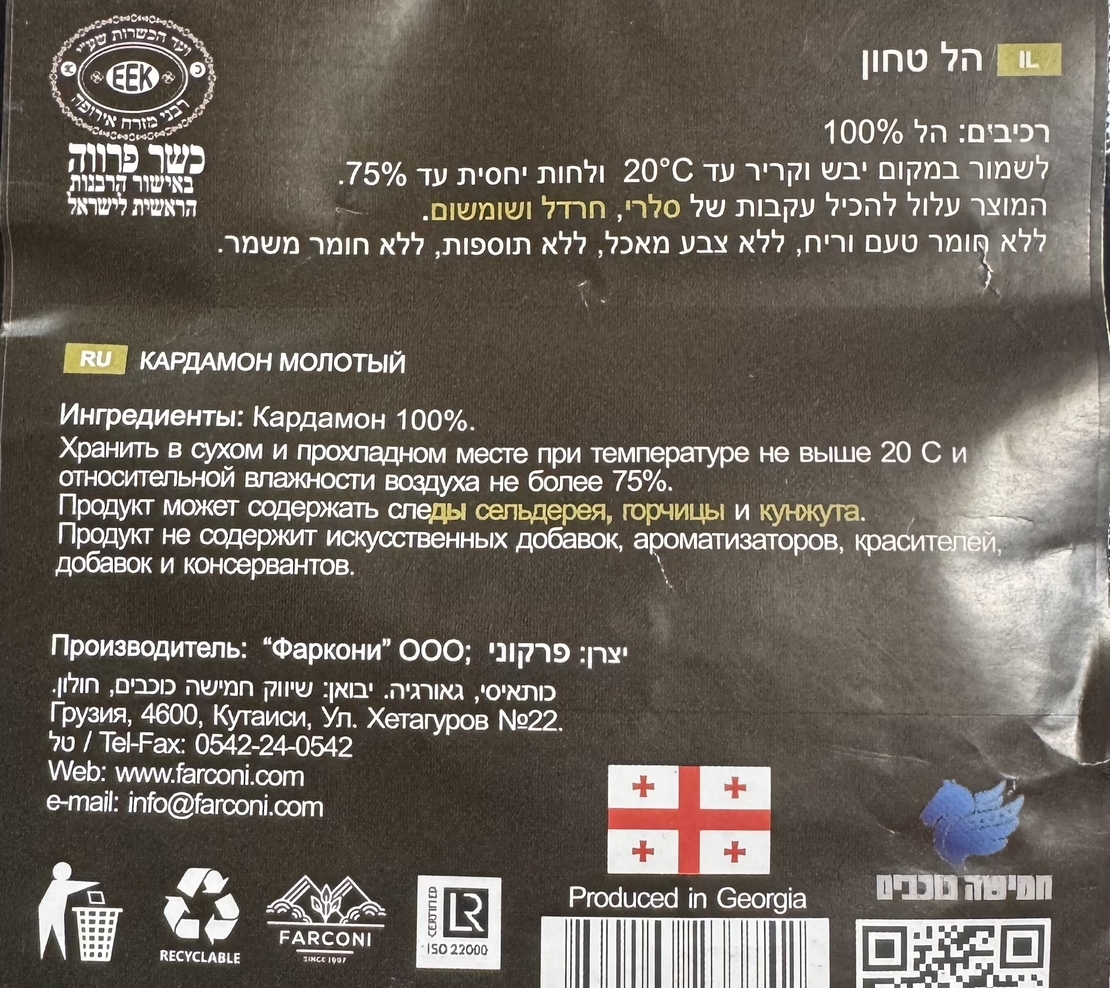 ועד הכשרות שע"י
EEK
רבני מזרח אירופה
כשר פרווה
באישור הרבנות
הראשית לישראל
IL הל טחון
רכיבים: הל 100%
לשמור במקום יבש וקריר עד 20°C ולחות יחסית עד 75%.
המוצר עלול להכיל עקבות של סלרי, חרדל ושומשום.
ללא חומר טעם וריח, ללא צבע מאכל, ללא תוספות, ללא חומר משמר.
RU КАРДАМОН МОЛОТЫЙ
Ингредиенты: Кардамон 100%.
Хранить в сухом и прохладном месте при температуре не выше 20 С и
относительной влажности воздуха не более 75%.
Продукт может содержать следы сельдерея, горчицы и кунжута.
Продукт не содержит искусственных добавок, ароматизаторов, красителей,
добавок и консервантов.
Производитель: "Фаркони" ООО; יצרן: פרקוני
כותאיסי, גאורגיה. יבואן: שיווק חמישה כוכבים, חולון.
Грузия, 4600, Кутаиси, Ул. Хетагуров №22.
טל / Tel-Fax: 0542-24-0542
Web: www.farconi.com
e-mail: info@farconi.com
RECYCLABLE
FARCONI
SINCE 1997
CERTIFIED
LR
ISO 22000
Produced in Georgia
חמישה כוכבים